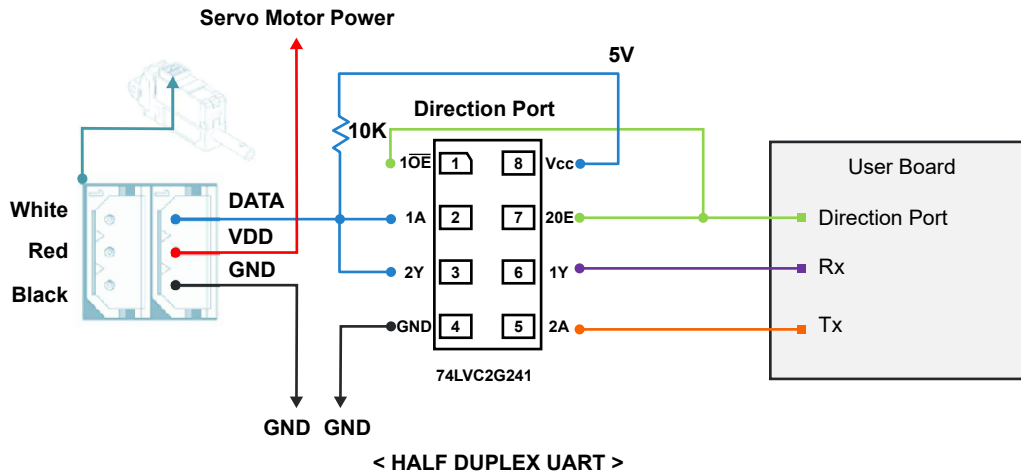 Servo Motor Power
5V
Direction Port
10K
1OE 1 8 Vcc
User Board
White DATA 1A 2 7 20E Direction Port
Red VDD
GND 2Y 3 6 1Y Rx
Black
GND 4 5 2A Tx
74LVC2G241
GND GND
< HALF DUPLEX UART >